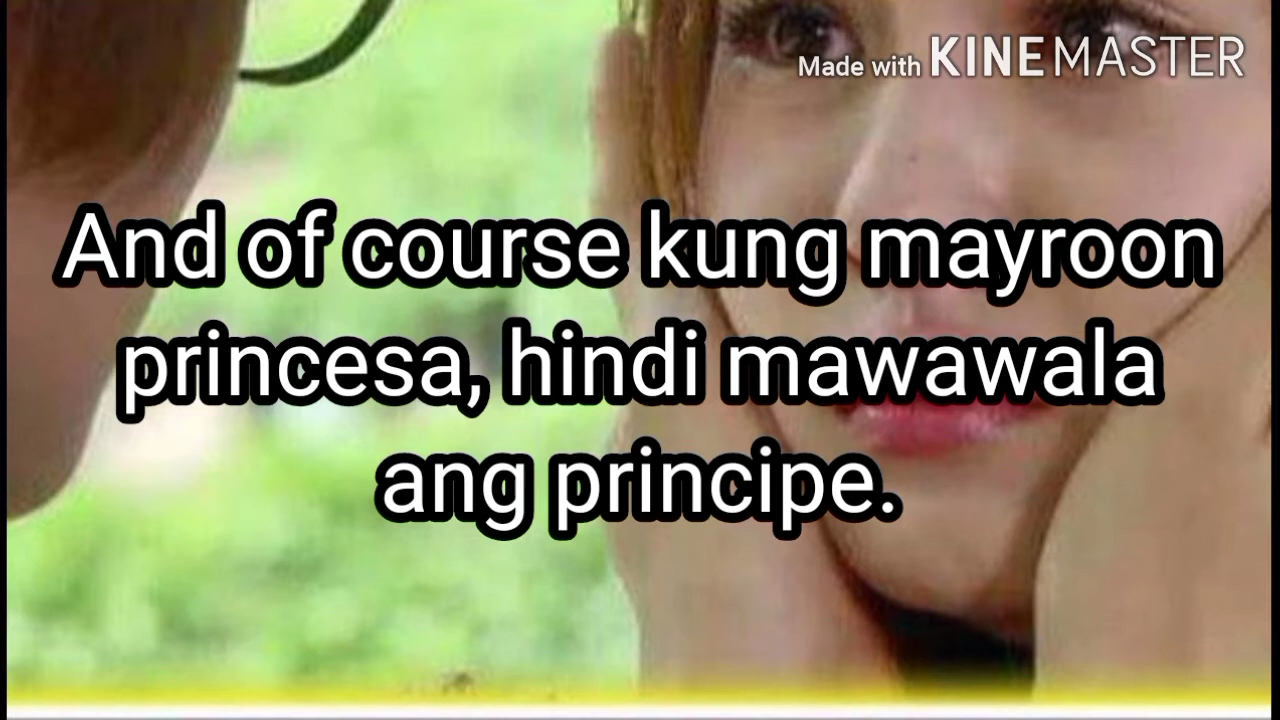 Made with KINEMASTER
And of course kung mayroon
princesa, hindi mawawala
ang principe.